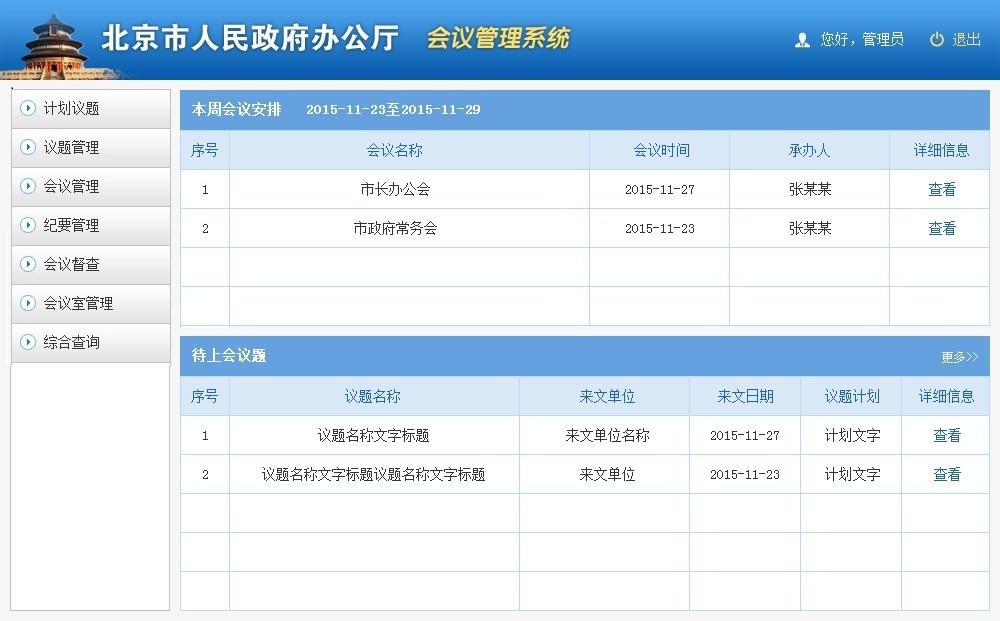 北京市人民政府办公厅 会议管理系统 您好，管理员 退出
计划议题
议题管理
会议管理
纪要管理
会议督查
会议室管理
综合查询
本周会议安排 2015-11-23至2015-11-29
序号 会议名称 会议时间 承办人 详细信息
1 市长办公会 2015-11-27 张某某 查看
2 市政府常务会 2015-11-23 张某某 查看
待上会议题 更多>>
序号 议题名称 来文单位 来文日期 议题计划 详细信息
1 议题名称文字标题 来文单位名称 2015-11-27 计划文字 查看
2 议题名称文字标题议题名称文字标题 来文单位 2015-11-23 计划文字 查看